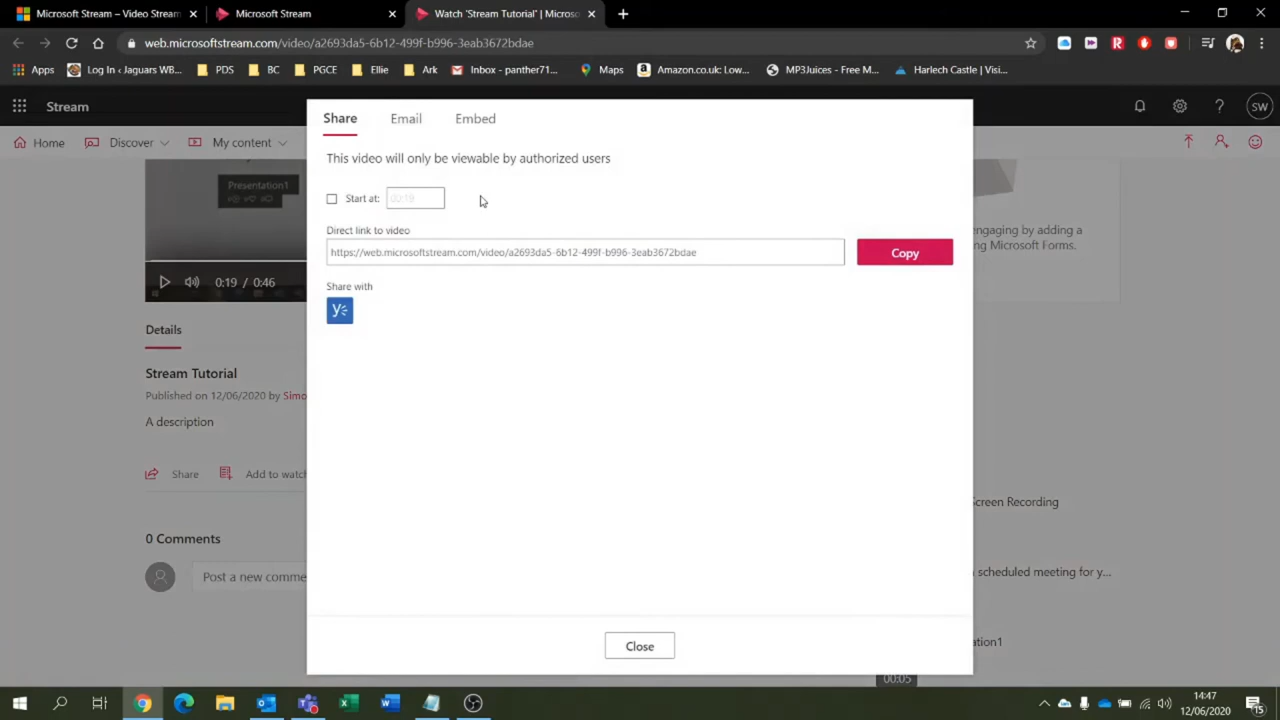 Microsoft Stream – Video Stream
Microsoft Stream
Watch 'Stream Tutorial' | Microso
web.microsoftstream.com/video/a2693da5-6b12-499f-b996-3eab3672bdae
Apps
Log In ‹ Jaguars WB...
PDS
BC
PGCE
Ellie
Ark
Inbox - panther71...
Maps
Amazon.co.uk: Low...
MP3Juices - Free M...
Harlech Castle | Visi...
Stream
SW
Home
Discover
My content
Share
Email
Embed
This video will only be viewable by authorized users
Start at:
00:19
Direct link to video
https://web.microsoftstream.com/video/a2693da5-6b12-499f-b996-3eab3672bdae
Copy
Share with
Presentation1
0:19 / 0:46
engaging by adding a
ng Microsoft Forms.
Details
Stream Tutorial
Published on 12/06/2020 by Simo
A description
Share
Add to watch
0 Comments
Post a new comme
Screen Recording
scheduled meeting for y...
ation1
Close
00:05
14:47
12/06/2020
15